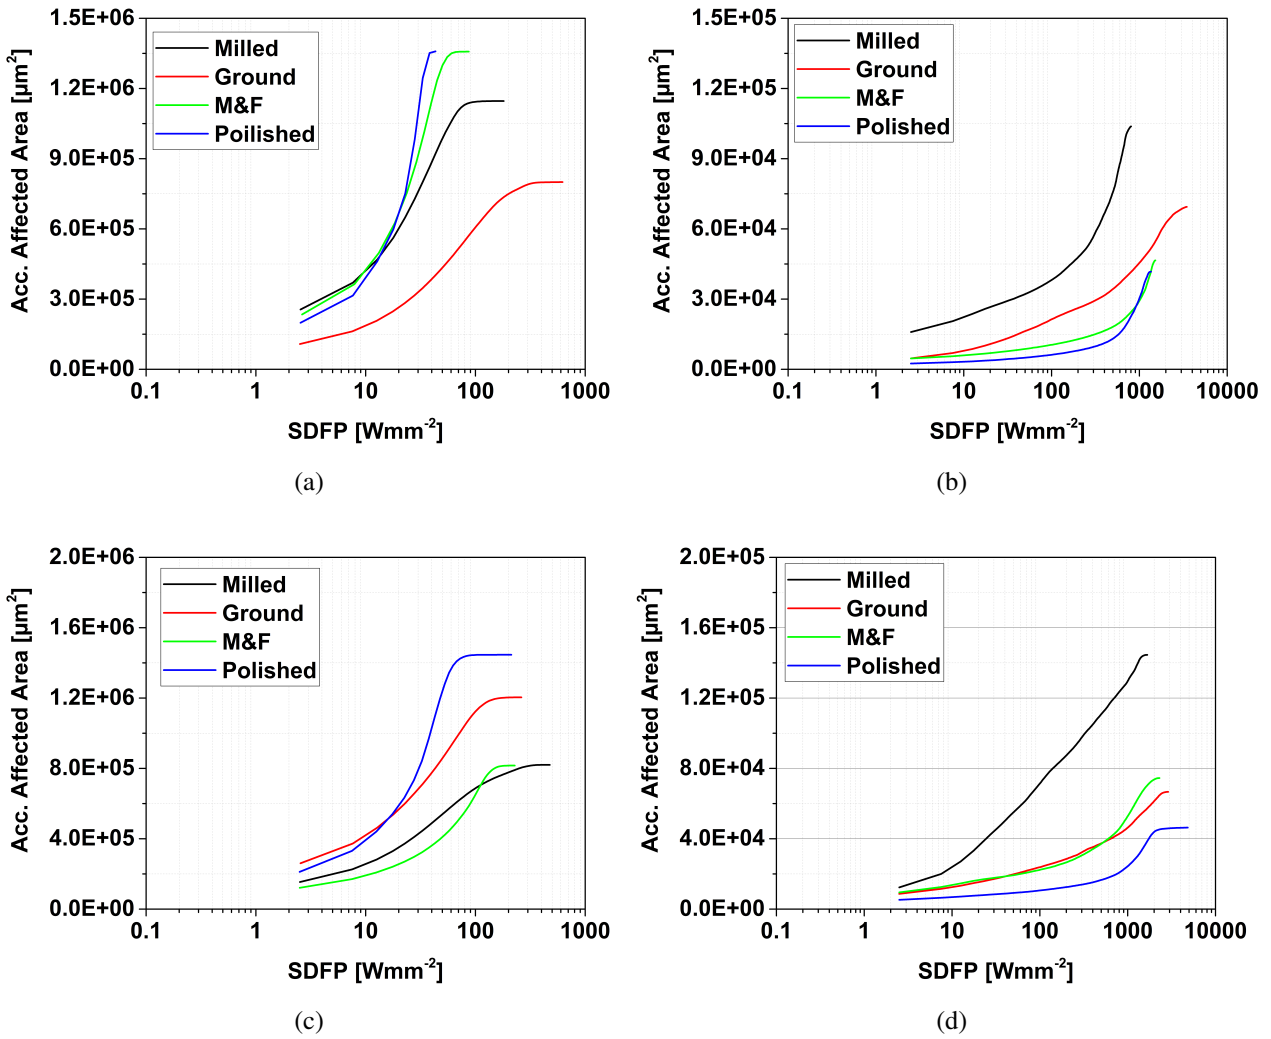 1.5E+06
1.2E+06
9.0E+05
6.0E+05
3.0E+05
0.0E+00
Acc. Affected Area [µm²]
Milled
Ground
M&F
Poilished
0.1 1 10 100 1000
SDFP [Wmm⁻²]
(a)
1.5E+05
1.2E+05
9.0E+04
6.0E+04
3.0E+04
0.0E+00
Acc. Affected Area [µm²]
Milled
Ground
M&F
Polished
0.1 1 10 100 1000 10000
SDFP [Wmm⁻²]
(b)
2.0E+06
1.6E+06
1.2E+06
8.0E+05
4.0E+05
0.0E+00
Acc. Affected Area [µm²]
Milled
Ground
M&F
Polished
0.1 1 10 100 1000
SDFP [Wmm⁻²]
(c)
2.0E+05
1.6E+05
1.2E+05
8.0E+04
4.0E+04
0.0E+00
Acc. Affected Area [µm²]
Milled
Ground
M&F
Polished
0.1 1 10 100 1000 10000
SDFP [Wmm⁻²]
(d)